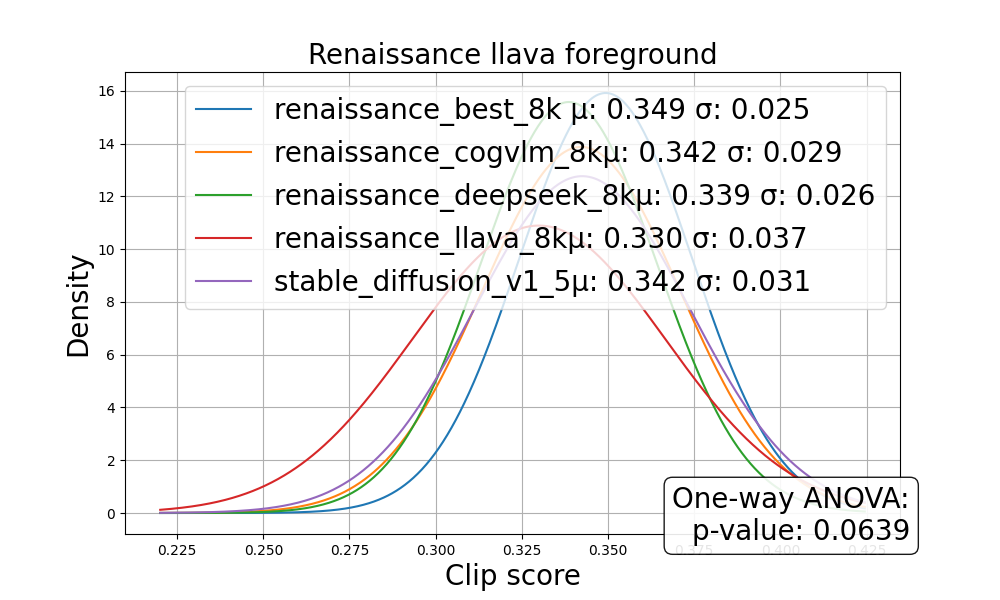 Renaissance llava foreground
16
14
12
10
8
6
4
2
0
Density
renaissance_best_8k μ: 0.349 σ: 0.025
renaissance_cogvlm_8kμ: 0.342 σ: 0.029
renaissance_deepseek_8kμ: 0.339 σ: 0.026
renaissance_llava_8kμ: 0.330 σ: 0.037
stable_diffusion_v1_5μ: 0.342 σ: 0.031
One-way ANOVA:
p-value: 0.0639
0.225 0.250 0.275 0.300 0.325 0.350 0.375 0.400 0.425
Clip score